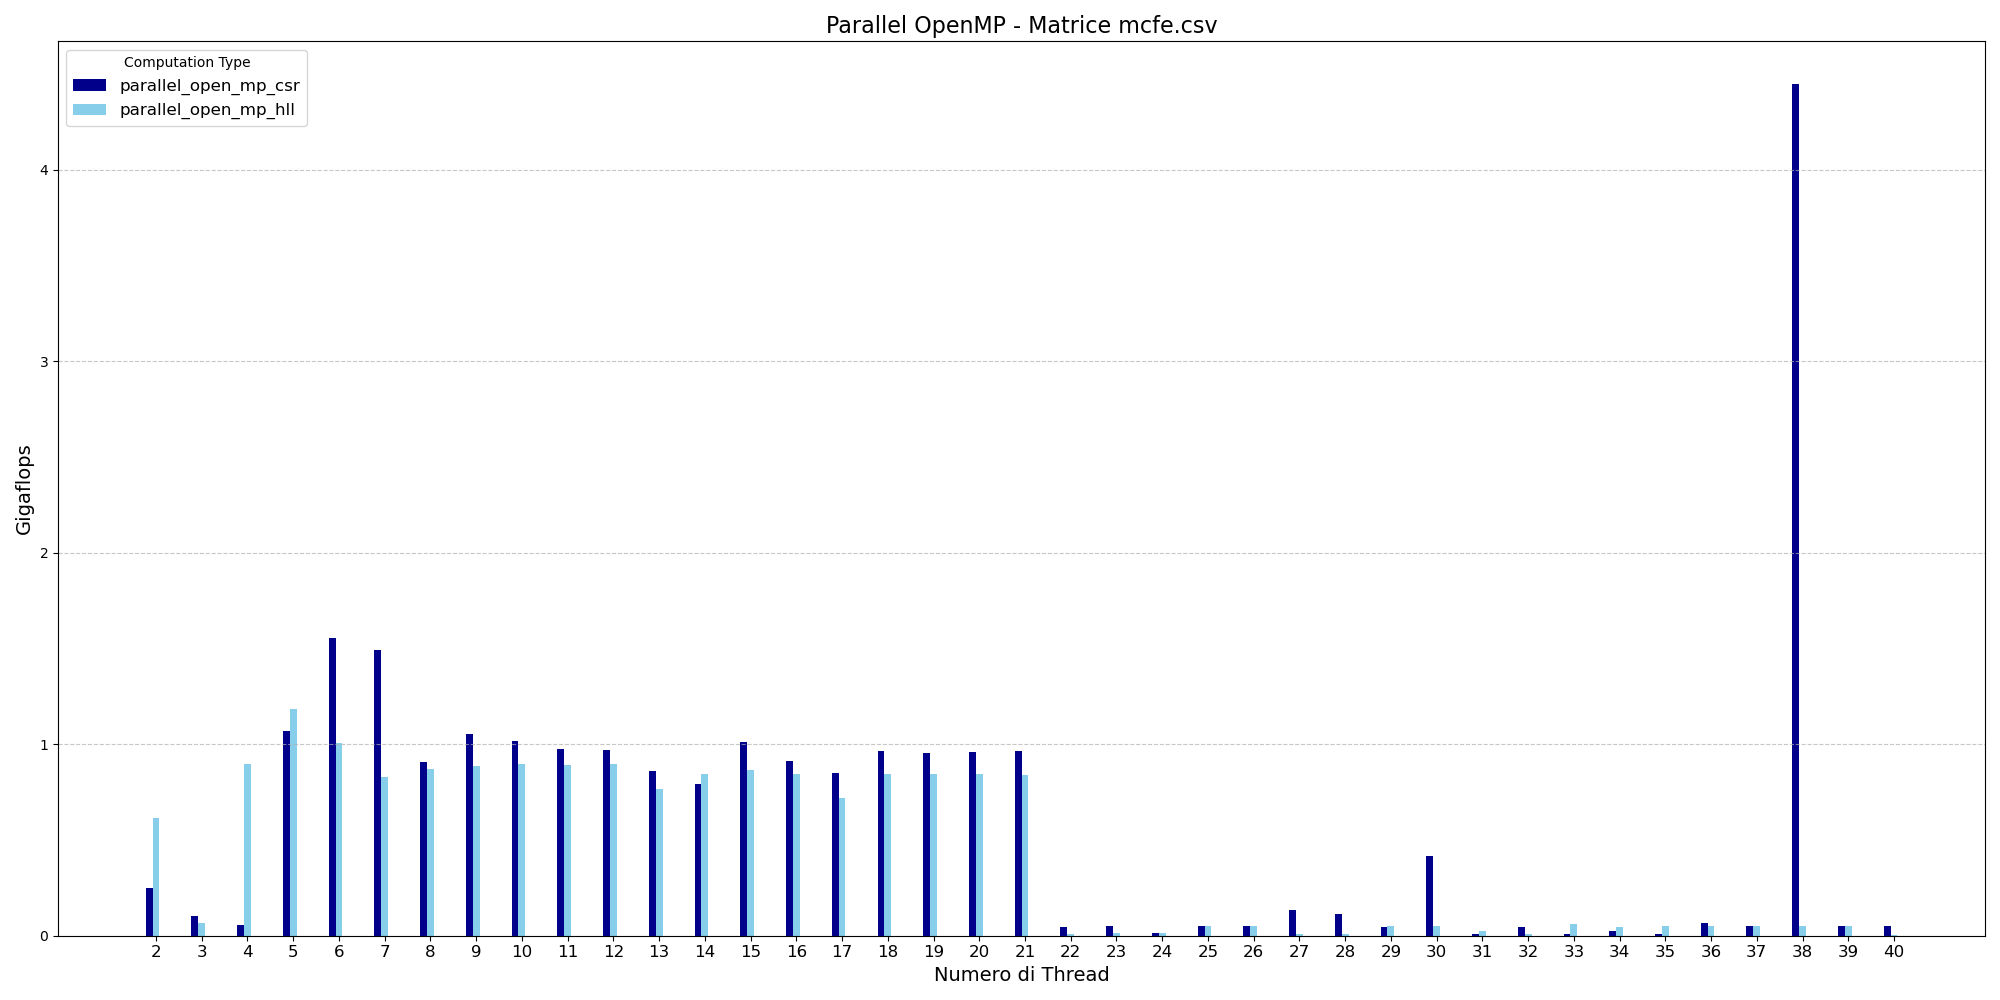 Parallel OpenMP - Matrice mcfe.csv
Computation Type
parallel_open_mp_csr
parallel_open_mp_hll
Gigaflops
4
3
2
1
0
2 3 4 5 6 7 8 9 10 11 12 13 14 15 16 17 18 19 20 21 22 23 24 25 26 27 28 29 30 31 32 33 34 35 36 37 38 39 40
Numero di Thread